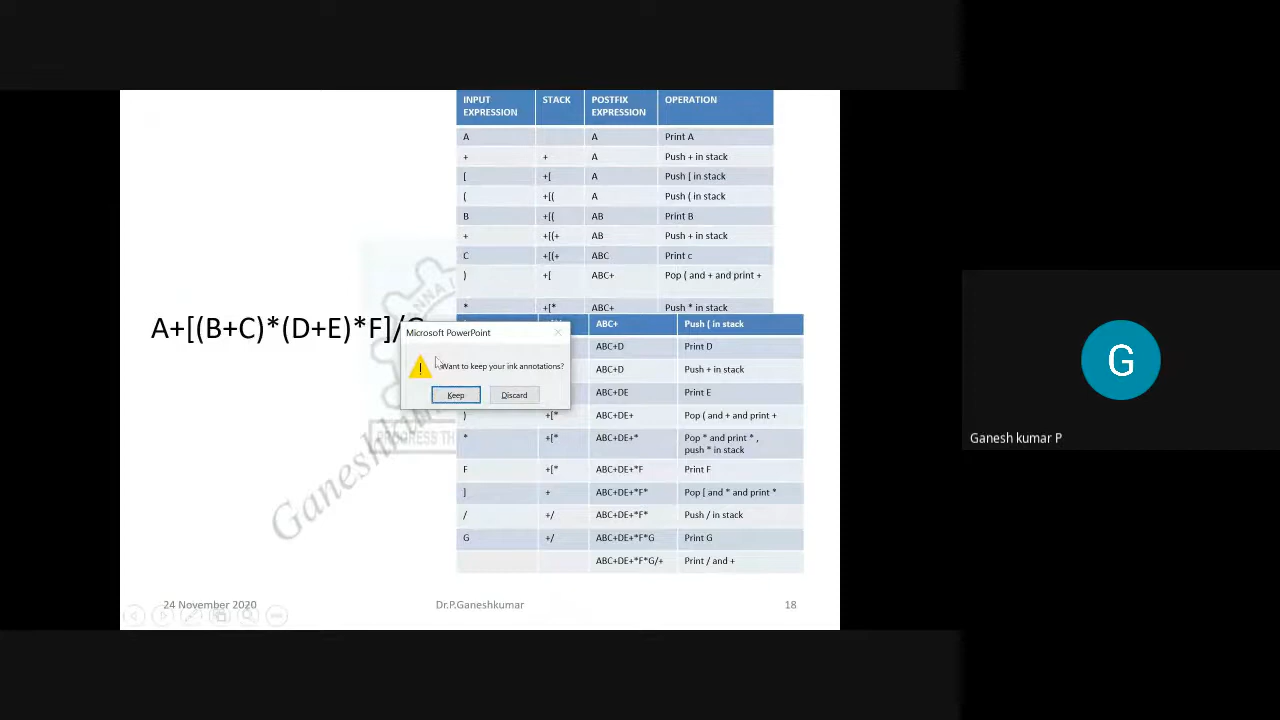 INPUT EXPRESSION STACK POSTFIX EXPRESSION OPERATION
A A Print A
+ + A Push + in stack
[ +[ A Push [ in stack
( +[( A Push ( in stack
B +[( AB Print B
+ +[(+ AB Push + in stack
C +[(+ ABC Print c
) +[ ABC+ Pop ( and + and print +
* +[* ABC+ Push * in stack
ABC+ Push ( in stack
ABC+D Print D
ABC+D Push + in stack
ABC+DE Print E
) +[* ABC+DE+ Pop ( and + and print +
* +[* ABC+DE+* Pop * and print * , push * in stack
F +[* ABC+DE+*F Print F
] + ABC+DE+*F* Pop [ and * and print *
/ +/ ABC+DE+*F* Push / in stack
G +/ ABC+DE+*F*G Print G
ABC+DE+*F*G/+ Print / and +
A+[(B+C)*(D+E)*F]/G
Microsoft PowerPoint
Want to keep your ink annotations?
Keep Discard
PROGRESS TH
Ganeshkum
24 November 2020 Dr.P.Ganeshkumar 18
G
Ganesh kumar P